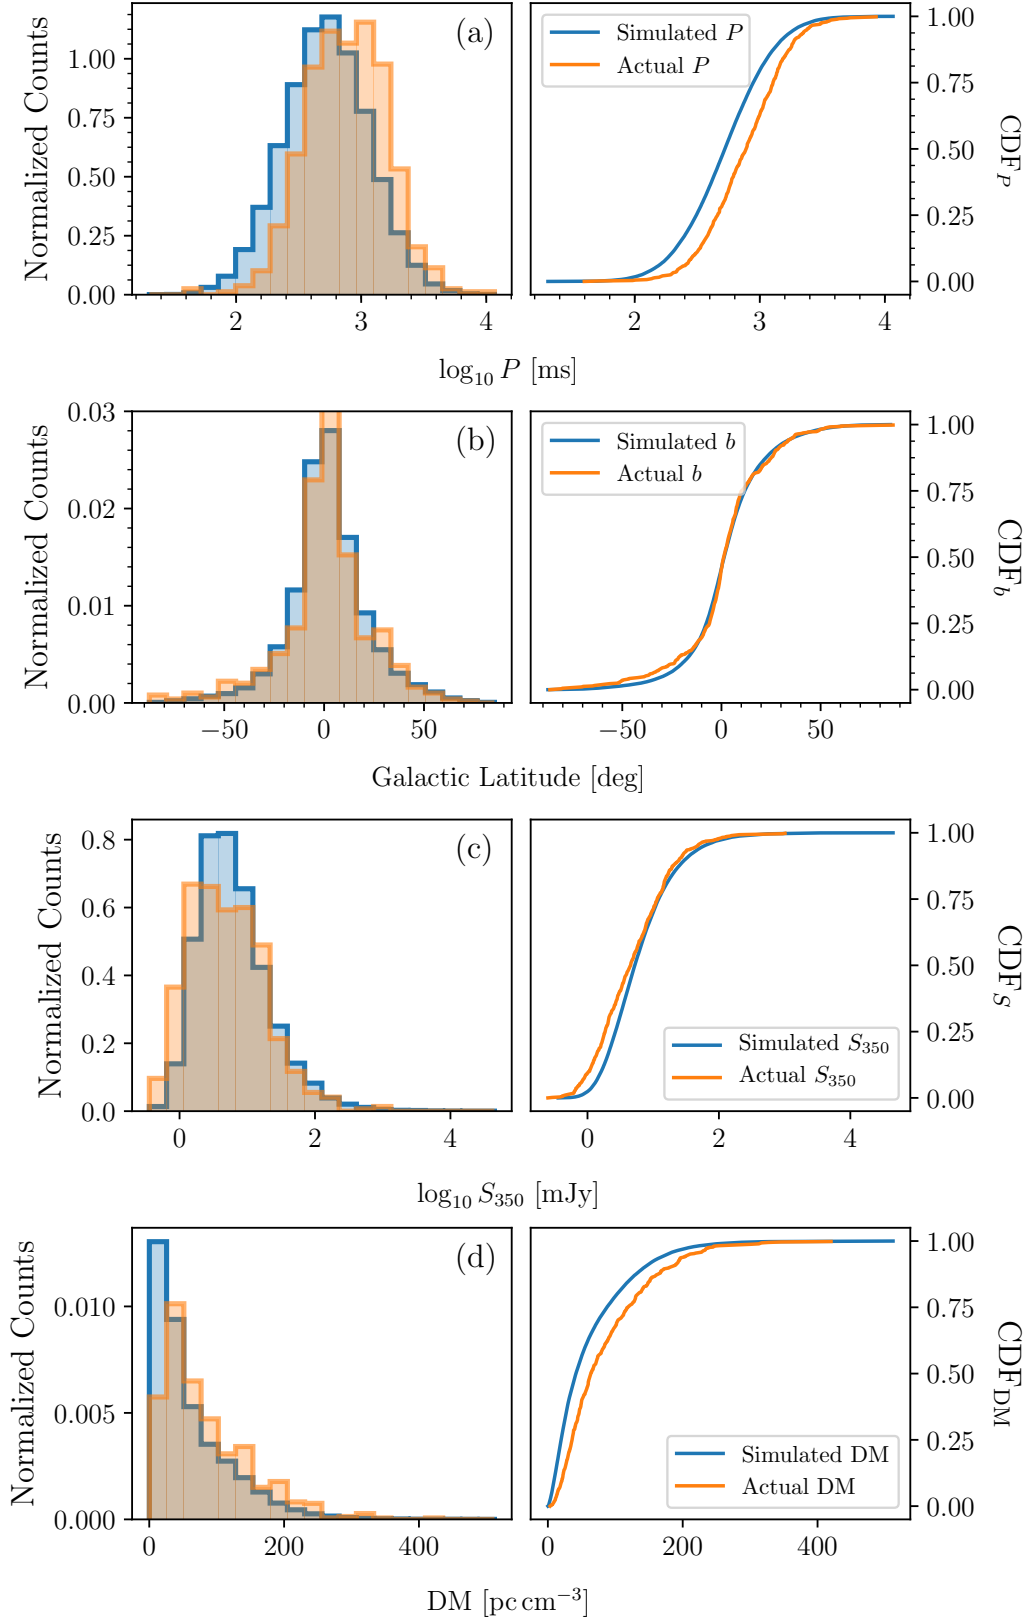 (a)
Normalized Counts
1.00
0.75
0.50
0.25
0.00
2
3
4
Simulated P
Actual P
1.00
0.75
0.50
0.25
0.00
CDF_P
2
3
4
log₁₀ P [ms]
(b)
Normalized Counts
0.03
0.02
0.01
0.00
−50
0
50
Simulated b
Actual b
1.00
0.75
0.50
0.25
0.00
CDF_b
−50
0
50
Galactic Latitude [deg]
(c)
Normalized Counts
0.8
0.6
0.4
0.2
0.0
0
2
4
Simulated S₃₅₀
Actual S₃₅₀
1.00
0.75
0.50
0.25
0.00
CDF_S
0
2
4
log₁₀ S₃₅₀ [mJy]
(d)
Normalized Counts
0.010
0.005
0.000
0
200
400
Simulated DM
Actual DM
1.00
0.75
0.50
0.25
0.00
CDF_DM
0
200
400
DM [pc cm⁻³]